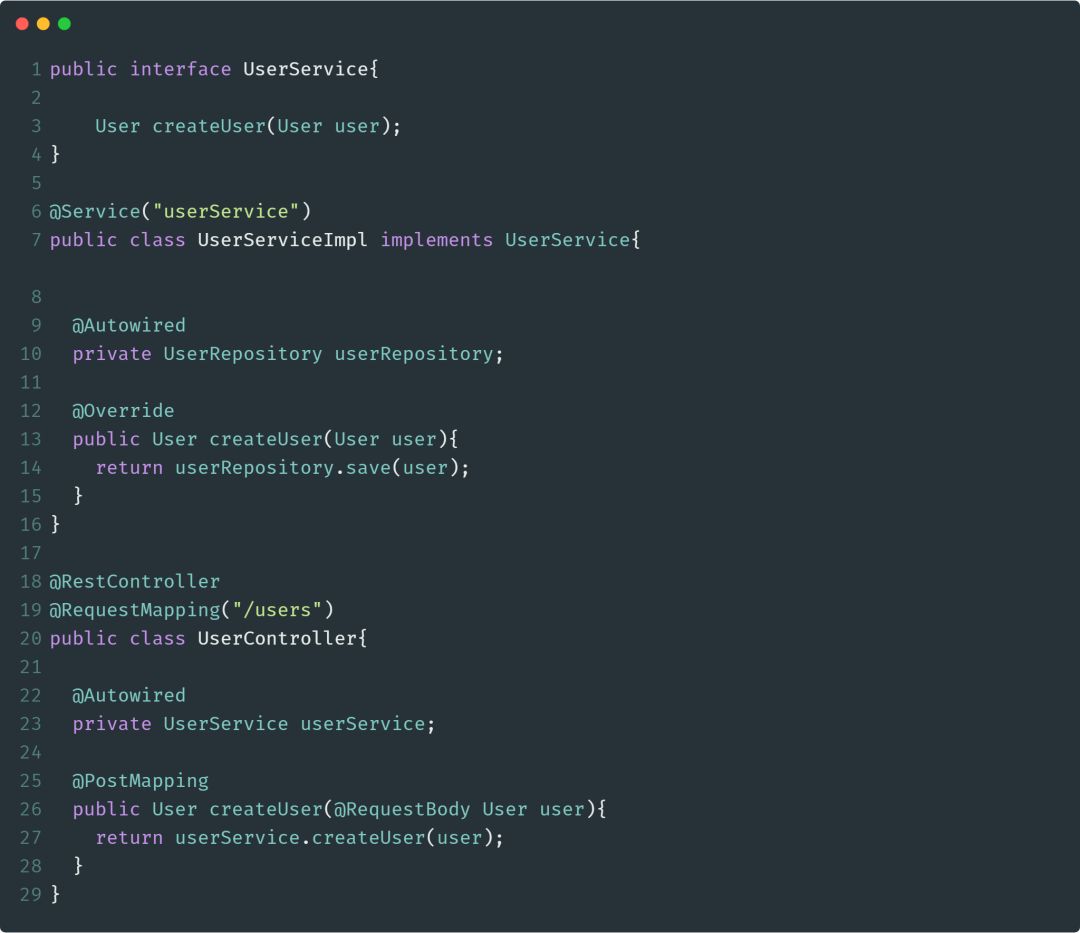 1 public interface UserService{
2
3     User createUser(User user);
4 }
5
6 @Service("userService")
7 public class UserServiceImpl implements UserService{
8
9   @Autowired
10   private UserRepository userRepository;
11
12   @Override
13   public User createUser(User user){
14     return userRepository.save(user);
15   }
16 }
17
18 @RestController
19 @RequestMapping("/users")
20 public class UserController{
21
22   @Autowired
23   private UserService userService;
24
25   @PostMapping
26   public User createUser(@RequestBody User user){
27     return userService.createUser(user);
28   }
29 }